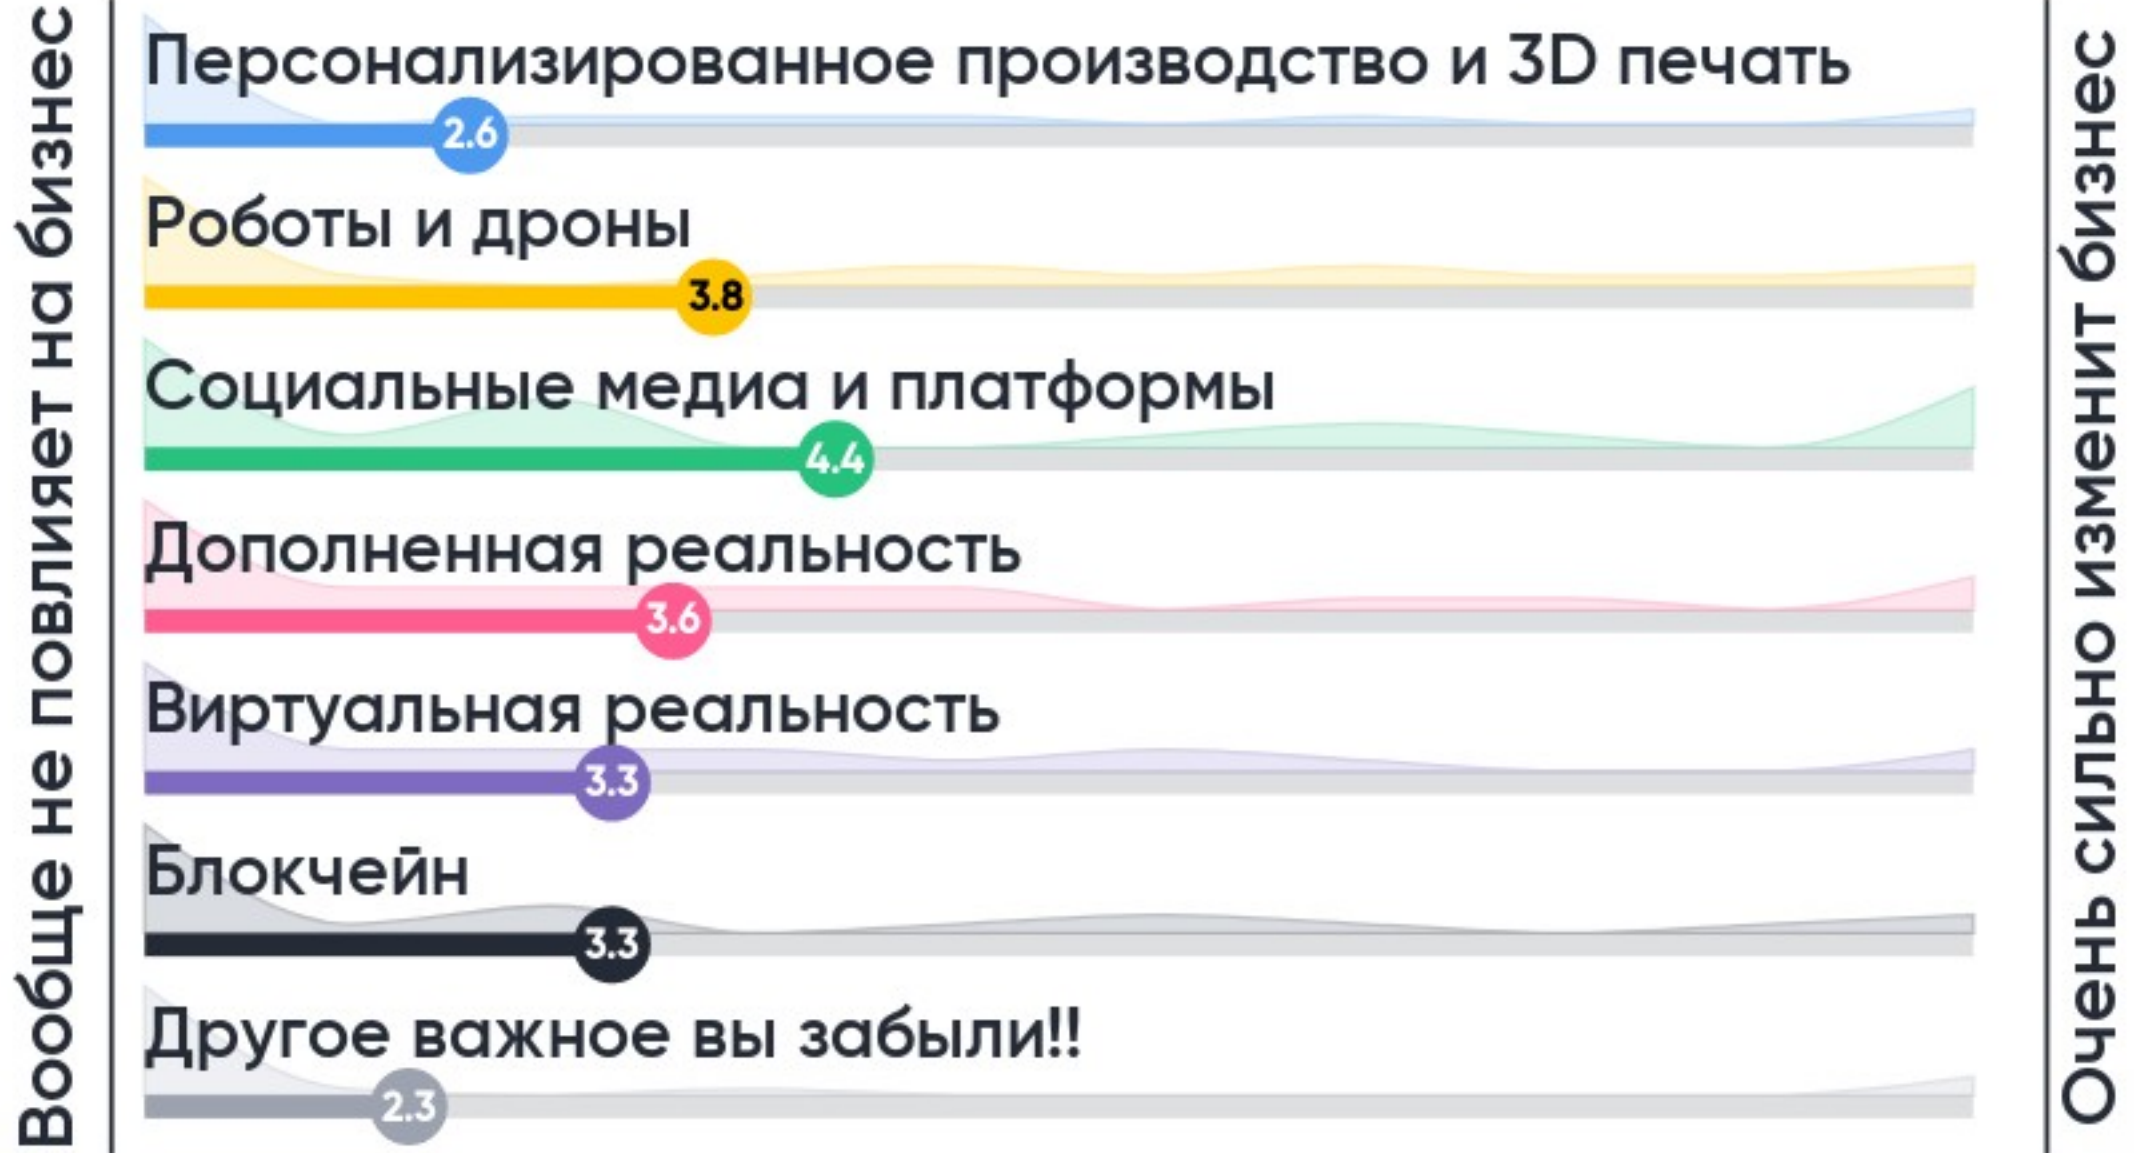 Вообще не повлияет на бизнес
Персонализированное производство и 3D печать
2.6
Роботы и дроны
3.8
Социальные медиа и платформы
4.4
Дополненная реальность
3.6
Виртуальная реальность
3.3
Блокчейн
3.3
Другое важное вы забыли!!
2.3
Очень сильно изменит бизнес